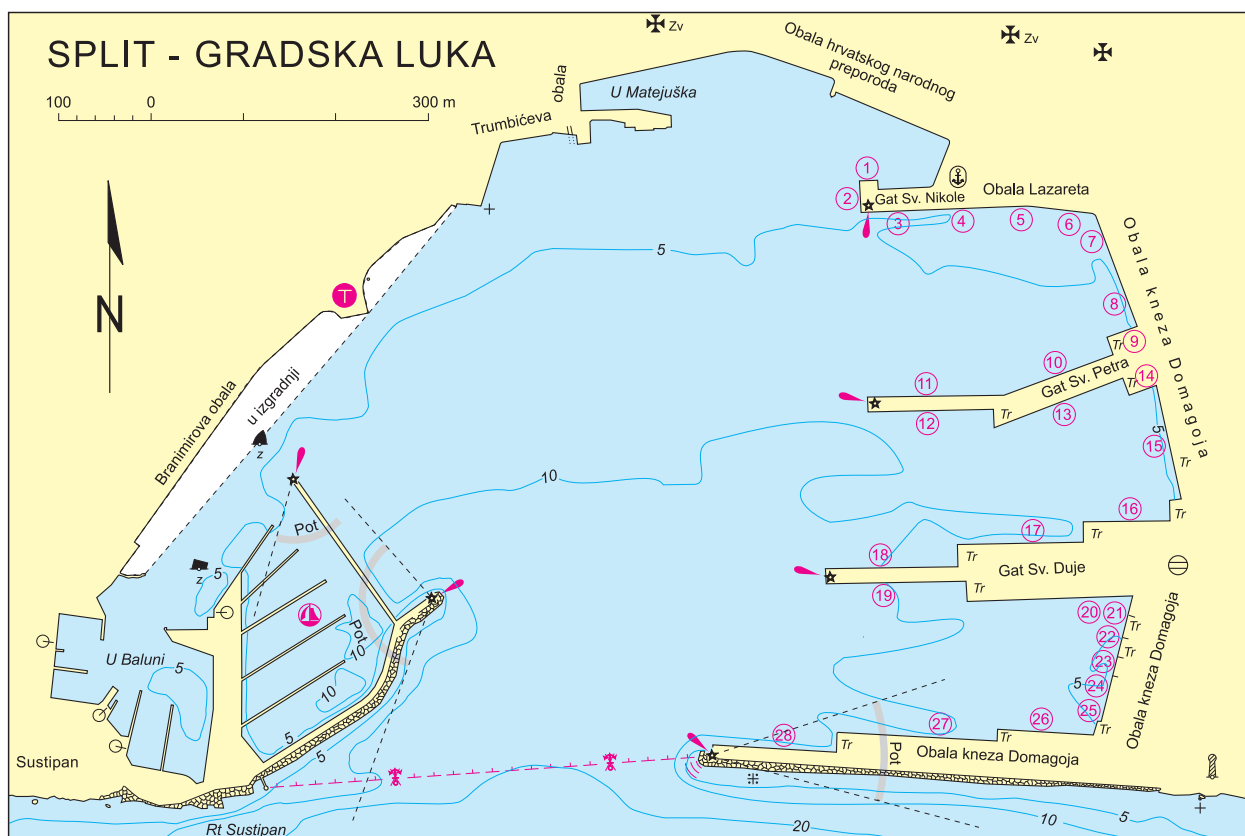 SPLIT - GRADSKA LUKA
100 0 300 m
Zv
Zv
Obala hrvatskog narodnog
preporoda
Trumbićeva
obala
U Matejuška
1
2
Gat Sv. Nikole
Obala Lazareta
3
4
5
6
7
8
Obala kneza Domagoja
5
N
T
Branimirova obala
u izgradnji
z
z
9
10
11
12
13
14
Gat Sv. Petra
Tr
Tr
Tr
5
15
Tr
10
16
Tr
17
Tr
18
Gat Sv. Duje
19
Tr
Pot
Pot
5
10
10
5
5
U Baluni
5
20
21
Tr
22
Tr
23
24
5
25
26
27
28
Tr
Tr
Obala kneza Domagoja
Obala kneza Domagoja
Pot
Sustipan
Rt Sustipan
20
10
5